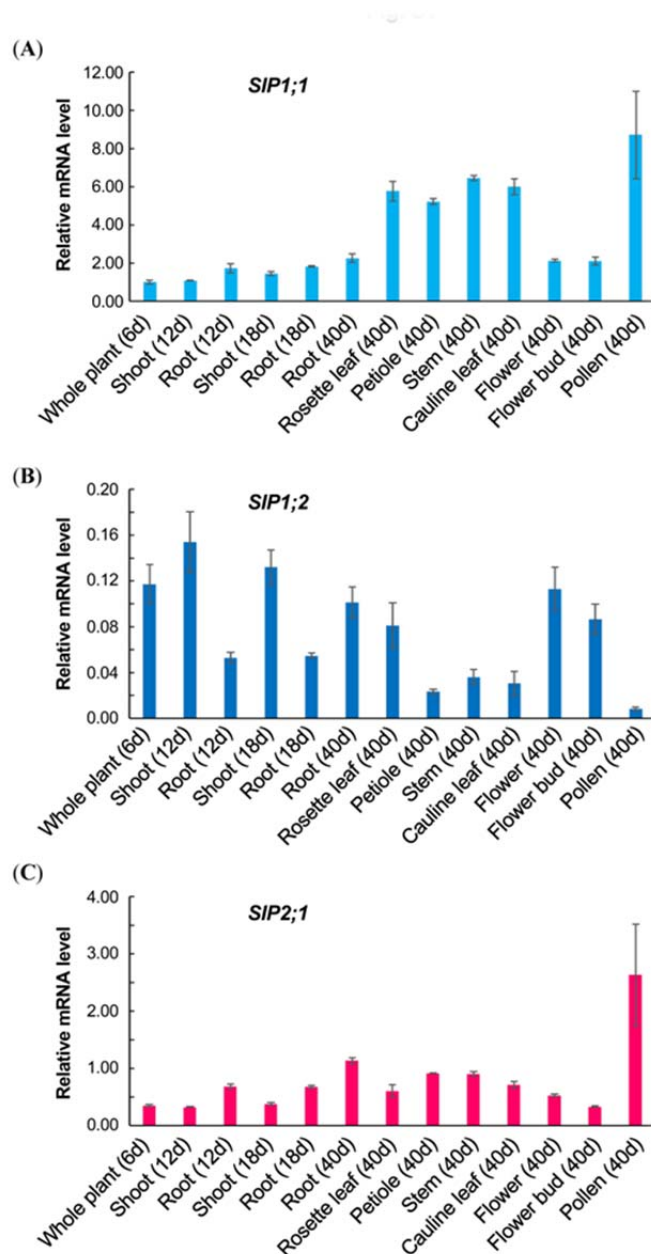 (A)
SIP1;1
Relative mRNA level
12.00
10.00
8.00
6.00
4.00
2.00
0.00
Whole plant (6d)
Shoot (12d)
Root (12d)
Shoot (18d)
Root (18d)
Root (40d)
Rosette leaf (40d)
Petiole (40d)
Stem (40d)
Cauline leaf (40d)
Flower (40d)
Flower bud (40d)
Pollen (40d)
(B)
SIP1;2
Relative mRNA level
0.20
0.16
0.12
0.08
0.04
0.00
Whole plant (6d)
Shoot (12d)
Root (12d)
Shoot (18d)
Root (18d)
Root (40d)
Rosette leaf (40d)
Petiole (40d)
Stem (40d)
Cauline leaf (40d)
Flower (40d)
Flower bud (40d)
Pollen (40d)
(C)
SIP2;1
Relative mRNA level
4.00
3.00
2.00
1.00
0.00
Whole plant (6d)
Shoot (12d)
Root (12d)
Shoot (18d)
Root (18d)
Root (40d)
Rosette leaf (40d)
Petiole (40d)
Stem (40d)
Cauline leaf (40d)
Flower (40d)
Flower bud (40d)
Pollen (40d)